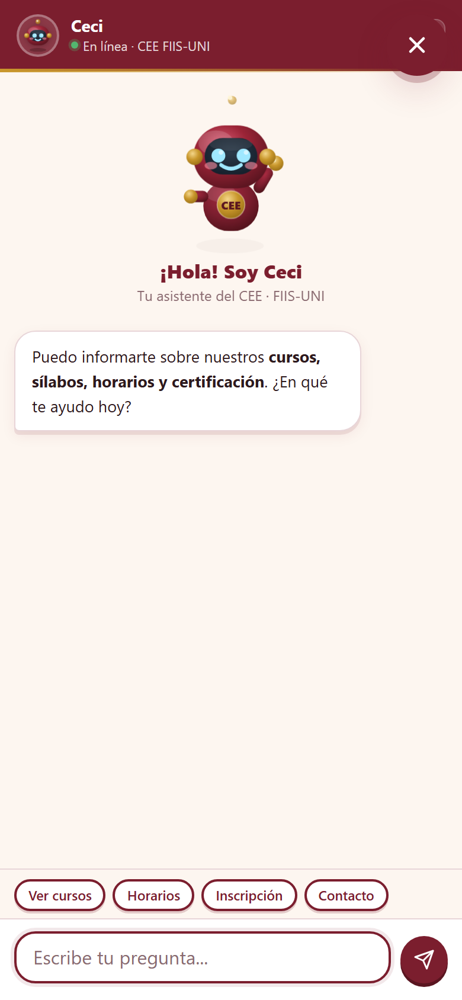 Ceci
En línea · CEE FIIS-UNI
CEE
¡Hola! Soy Ceci
Tu asistente del CEE · FIIS-UNI
Puedo informarte sobre nuestros cursos,
sílabos, horarios y certificación. ¿En qué
te ayudo hoy?
Ver cursos
Horarios
Inscripción
Contacto
Escribe tu pregunta...